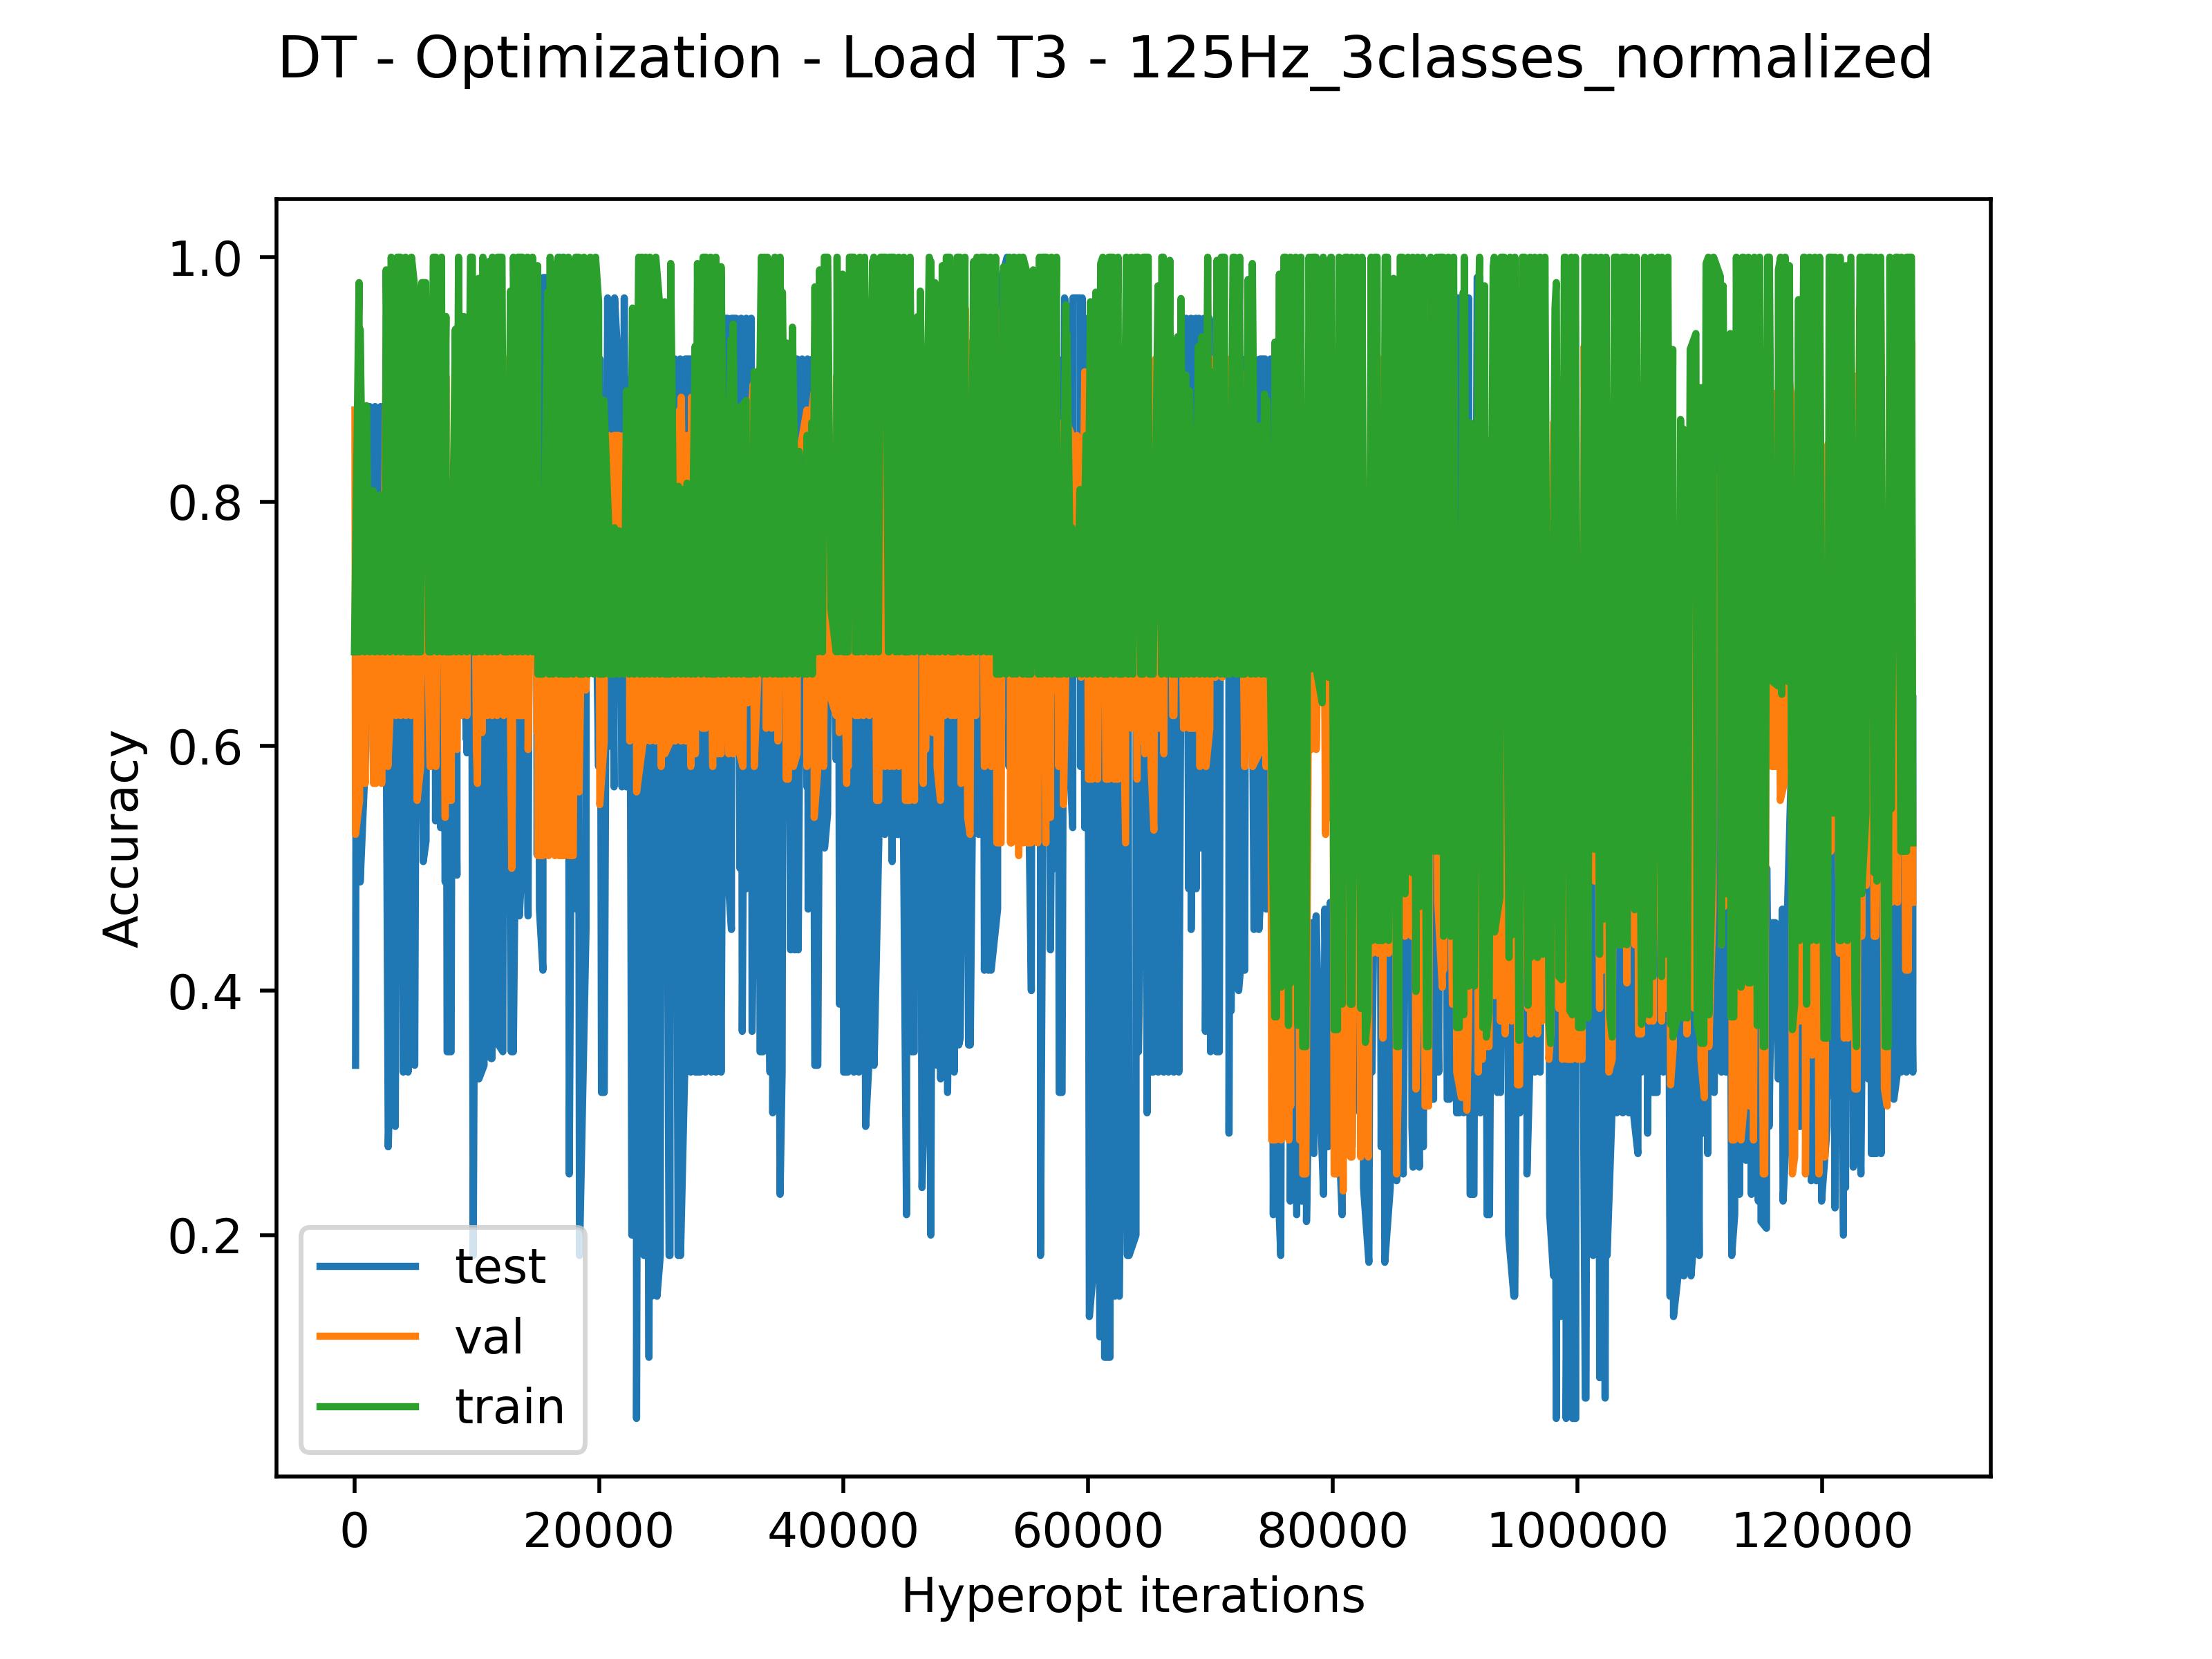 DT - Optimization - Load T3 - 125Hz_3classes_normalized
1.0
0.8
0.6
0.4
0.2
Accuracy
test
val
train
0 20000 40000 60000 80000 100000 120000
Hyperopt iterations